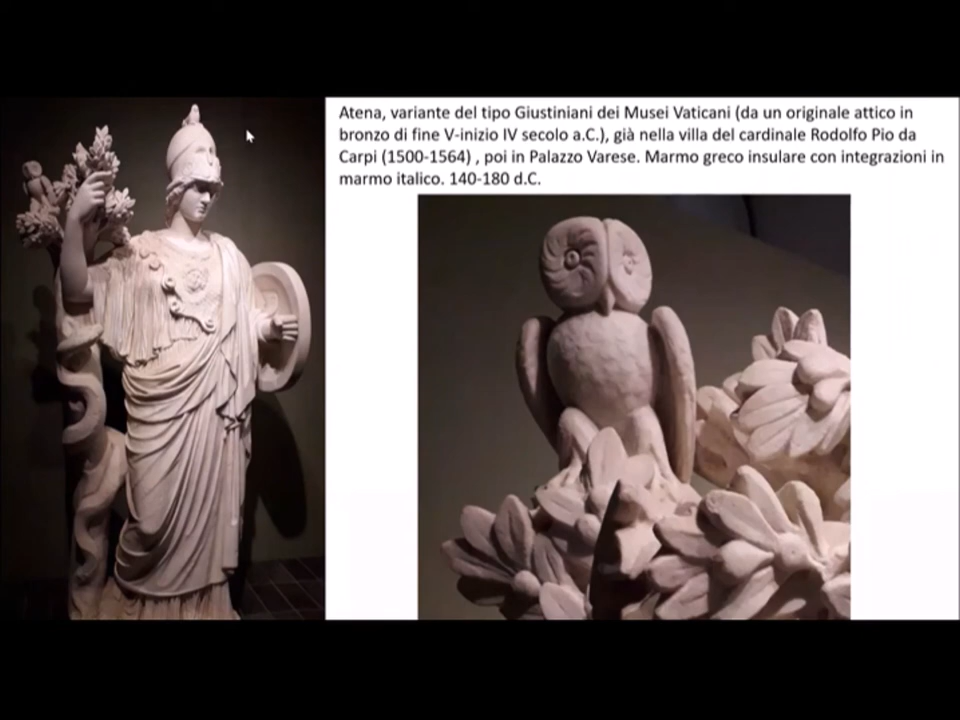 Atena, variante del tipo Giustiniani dei Musei Vaticani (da un originale attico in
bronzo di fine V-inizio IV secolo a.C.), già nella villa del cardinale Rodolfo Pio da
Carpi (1500-1564) , poi in Palazzo Varese. Marmo greco insulare con integrazioni in
marmo italico. 140-180 d.C.